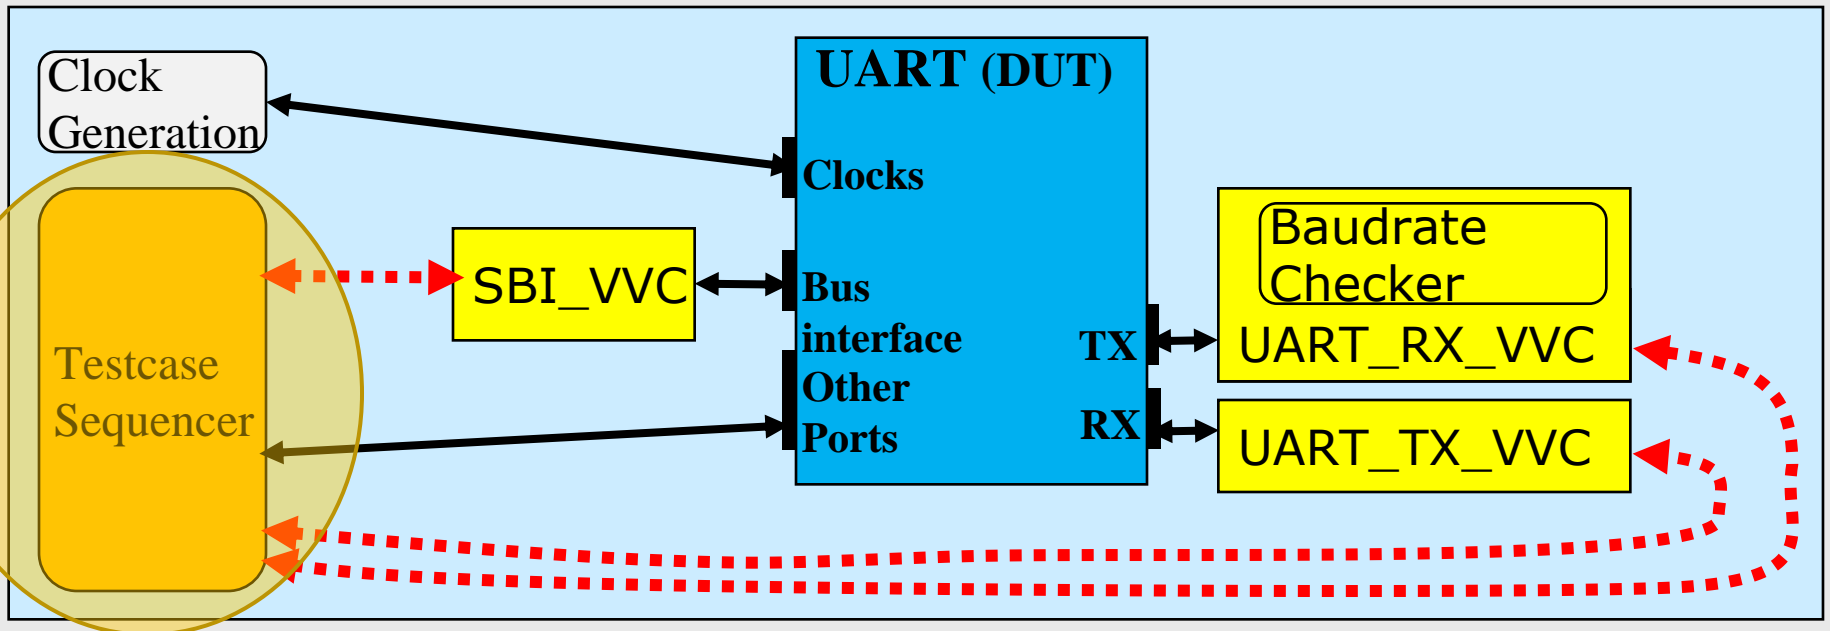 Clock
Generation
Testcase
Sequencer
SBI_VVC
UART (DUT)
Clocks
Bus
interface
Other
Ports
TX
RX
Baudrate
Checker
UART_RX_VVC
UART_TX_VVC